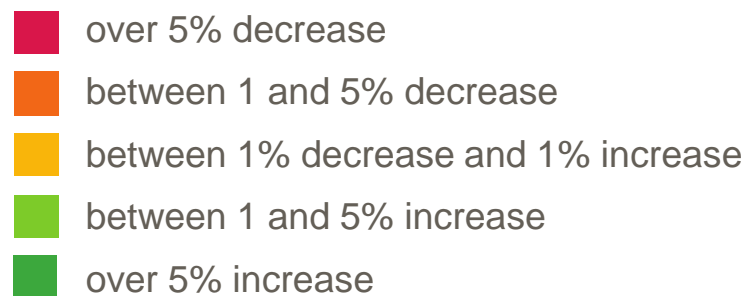 over 5% decrease
between 1 and 5% decrease
between 1% decrease and 1% increase
between 1 and 5% increase
over 5% increase